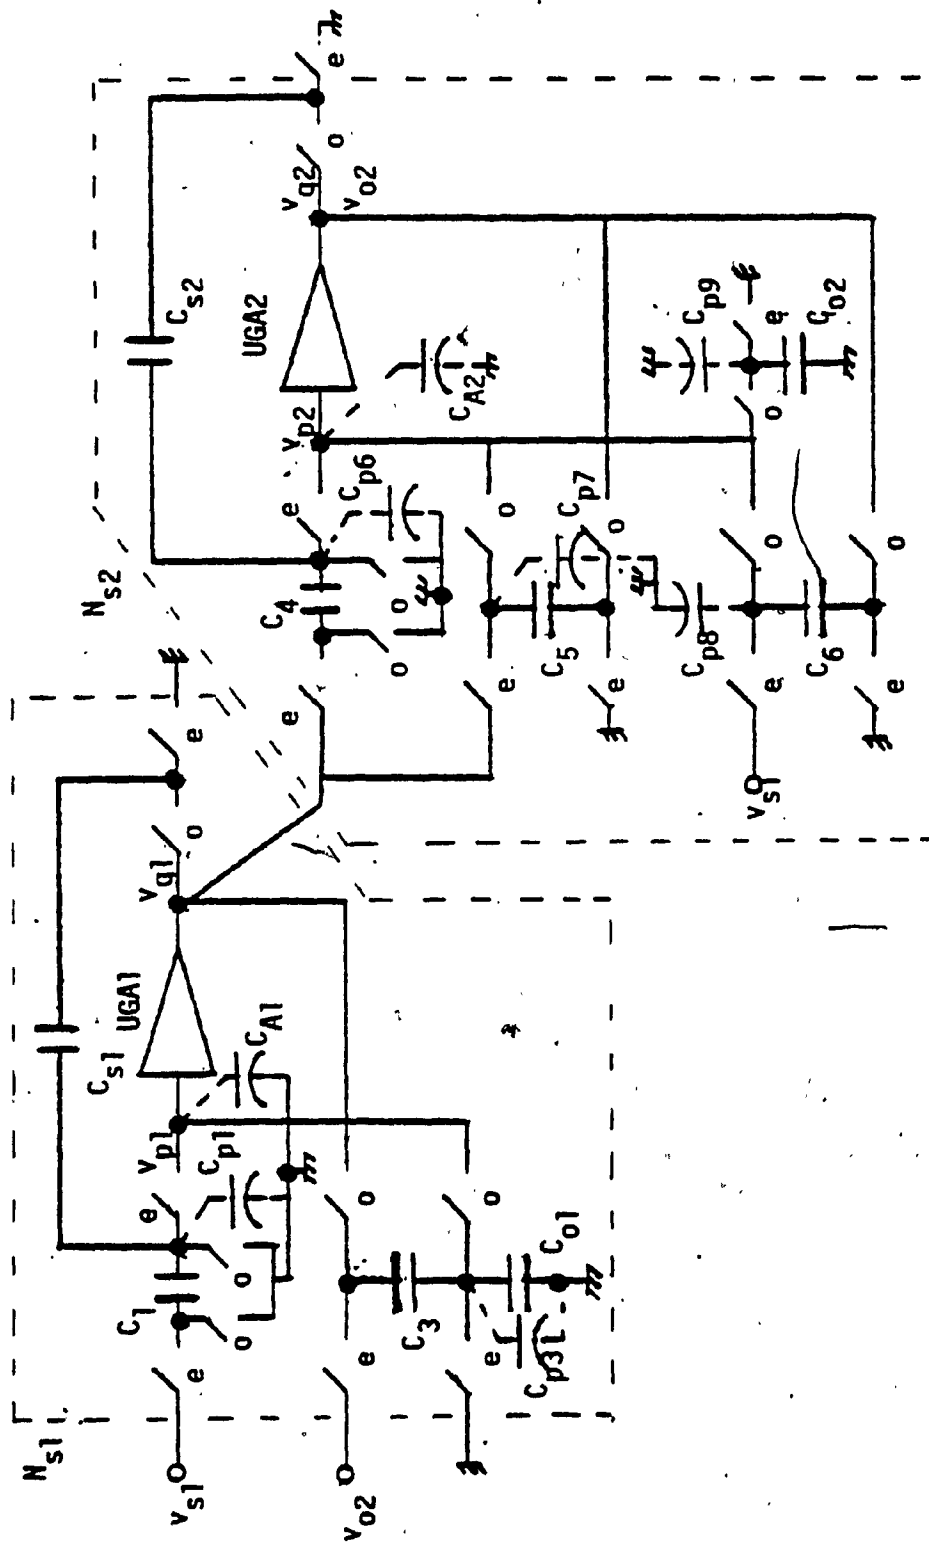 N_s1
v_s1
e
C_1
o
o
e
C_p1
v_p1
C_s1
UGA1
C_A1
v_q1
o
e
v_o2
e
o
C_3
e
o
C_p3
C_o1
N_s2
e
C_4
o
o
e
C_p6
v_p2
C_s2
UGA2
C_A2
v_q2
v_o2
o
e
e
o
C_5
C_p7
e
o
v_s1
e
C_p8
o
o
C_p9
e
C_o2
C_6
e
o